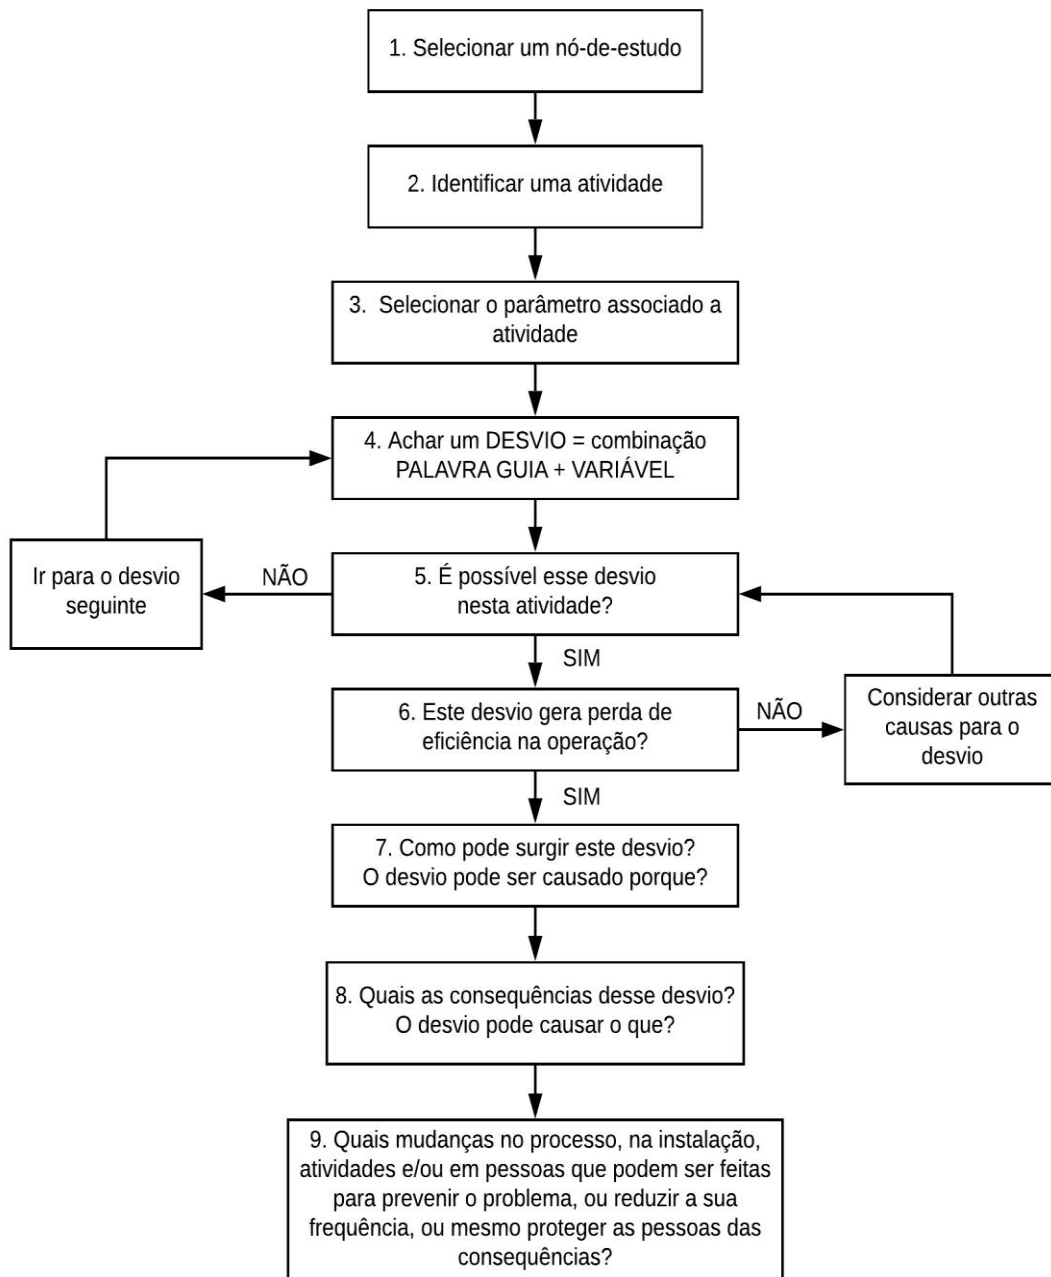 1. Selecionar um nó-de-estudo
2. Identificar uma atividade
3. Selecionar o parâmetro associado a
atividade
4. Achar um DESVIO = combinação
PALAVRA GUIA + VARIÁVEL
Ir para o desvio
seguinte
NÃO
5. É possível esse desvio
nesta atividade?
SIM
6. Este desvio gera perda de
eficiência na operação?
NÃO
Considerar outras
causas para o
desvio
SIM
7. Como pode surgir este desvio?
O desvio pode ser causado porque?
8. Quais as consequências desse desvio?
O desvio pode causar o que?
9. Quais mudanças no processo, na instalação,
atividades e/ou em pessoas que podem ser feitas
para prevenir o problema, ou reduzir a sua
frequência, ou mesmo proteger as pessoas das
consequências?